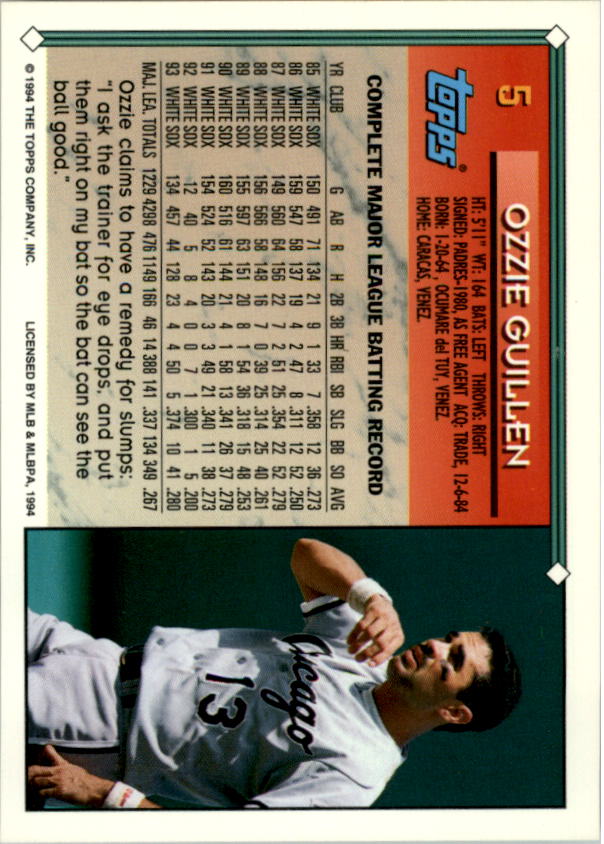 5
OZZIE GUILLEN
topps®
HT: 5'11" WT: 164 BATS: LEFT THROWS: RIGHT
SIGNED: PADRES-1980, AS FREE AGENT ACQ: TRADE, 12-6-84
BORN: 1-20-64 , OCUMARE del TUY, VENEZ.
HOME: CARACAS, VENEZ.
COMPLETE MAJOR LEAGUE BATTING RECORD
YR CLUB G AB R H 2B 3B HR RBI SB SLG BB SO AVG
85 WHITE SOX 150 491 71 134 21 9 1 33 7 .358 12 36 .273
86 WHITE SOX 159 547 58 137 19 4 2 47 8 .311 12 52 .250
87 WHITE SOX 149 560 64 156 22 7 2 51 25 .354 22 52 .279
88 WHITE SOX 156 566 58 148 16 7 0 39 25 .314 25 40 .261
89 WHITE SOX 155 597 63 151 20 8 1 54 36 .318 15 48 .253
90 WHITE SOX 160 516 61 144 21 4 1 58 13 .341 26 37 .279
91 WHITE SOX 154 524 52 143 20 3 3 49 21 .340 11 38 .273
92 WHITE SOX 12 40 5 8 4 0 0 7 1 .300 1 5 .200
93 WHITE SOX 134 457 44 128 23 4 4 50 5 .374 10 41 .280
MAJ. LEA. TOTALS 1229 4298 476 1149 166 46 14 388 141 .337 134 349 .267
Ozzie claims to have a remedy for slumps:
"I ask the trainer for eye drops, and put
them right on my bat so the bat can see the
ball good."
© 1994 THE TOPPS COMPANY, INC. LICENSED BY MLB & MLBPA, 1994
Chicago
13